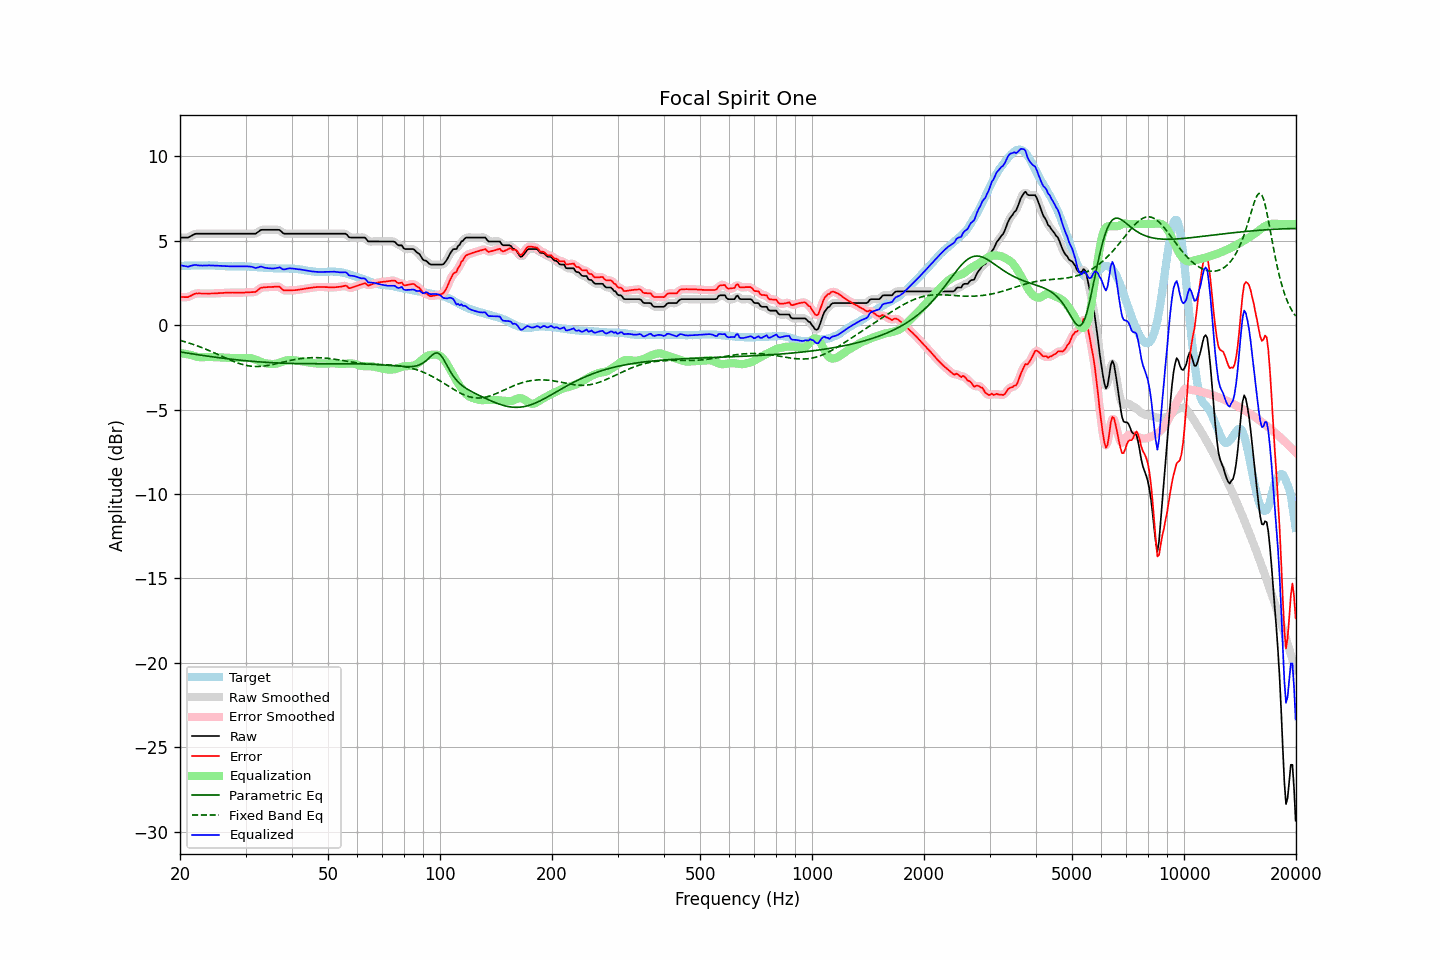 Focal Spirit One
Amplitude (dBr)
10
5
0
−5
−10
−15
−20
−25
−30
Target
Raw Smoothed
Error Smoothed
Raw
Error
Equalization
Parametric Eq
Fixed Band Eq
Equalized
20 50 100 200 500 1000 2000 5000 10000 20000
Frequency (Hz)